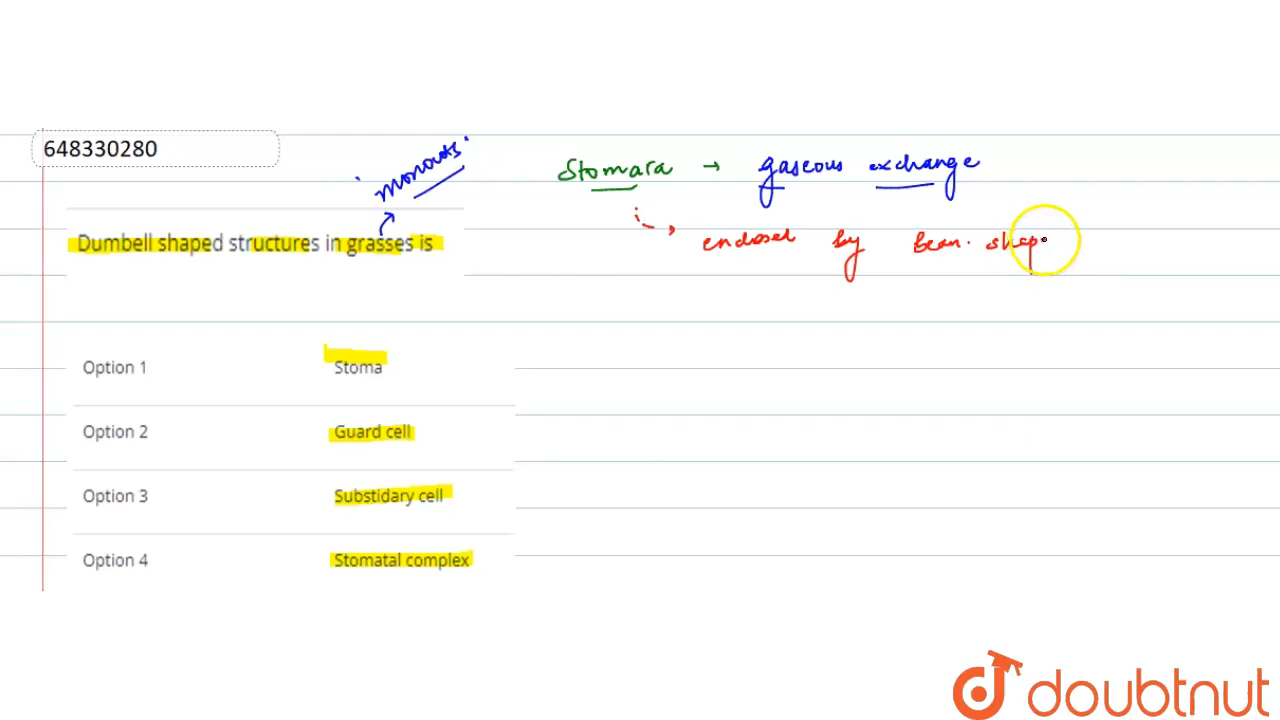 648330280
'monocots'
Stomata → gaseous exchange
Dumbell shaped structures in grasses is
enclosed by bean. shap
Option 1 Stoma
Option 2 Guard cell
Option 3 Substidary cell
Option 4 Stomatal complex
doubtnut